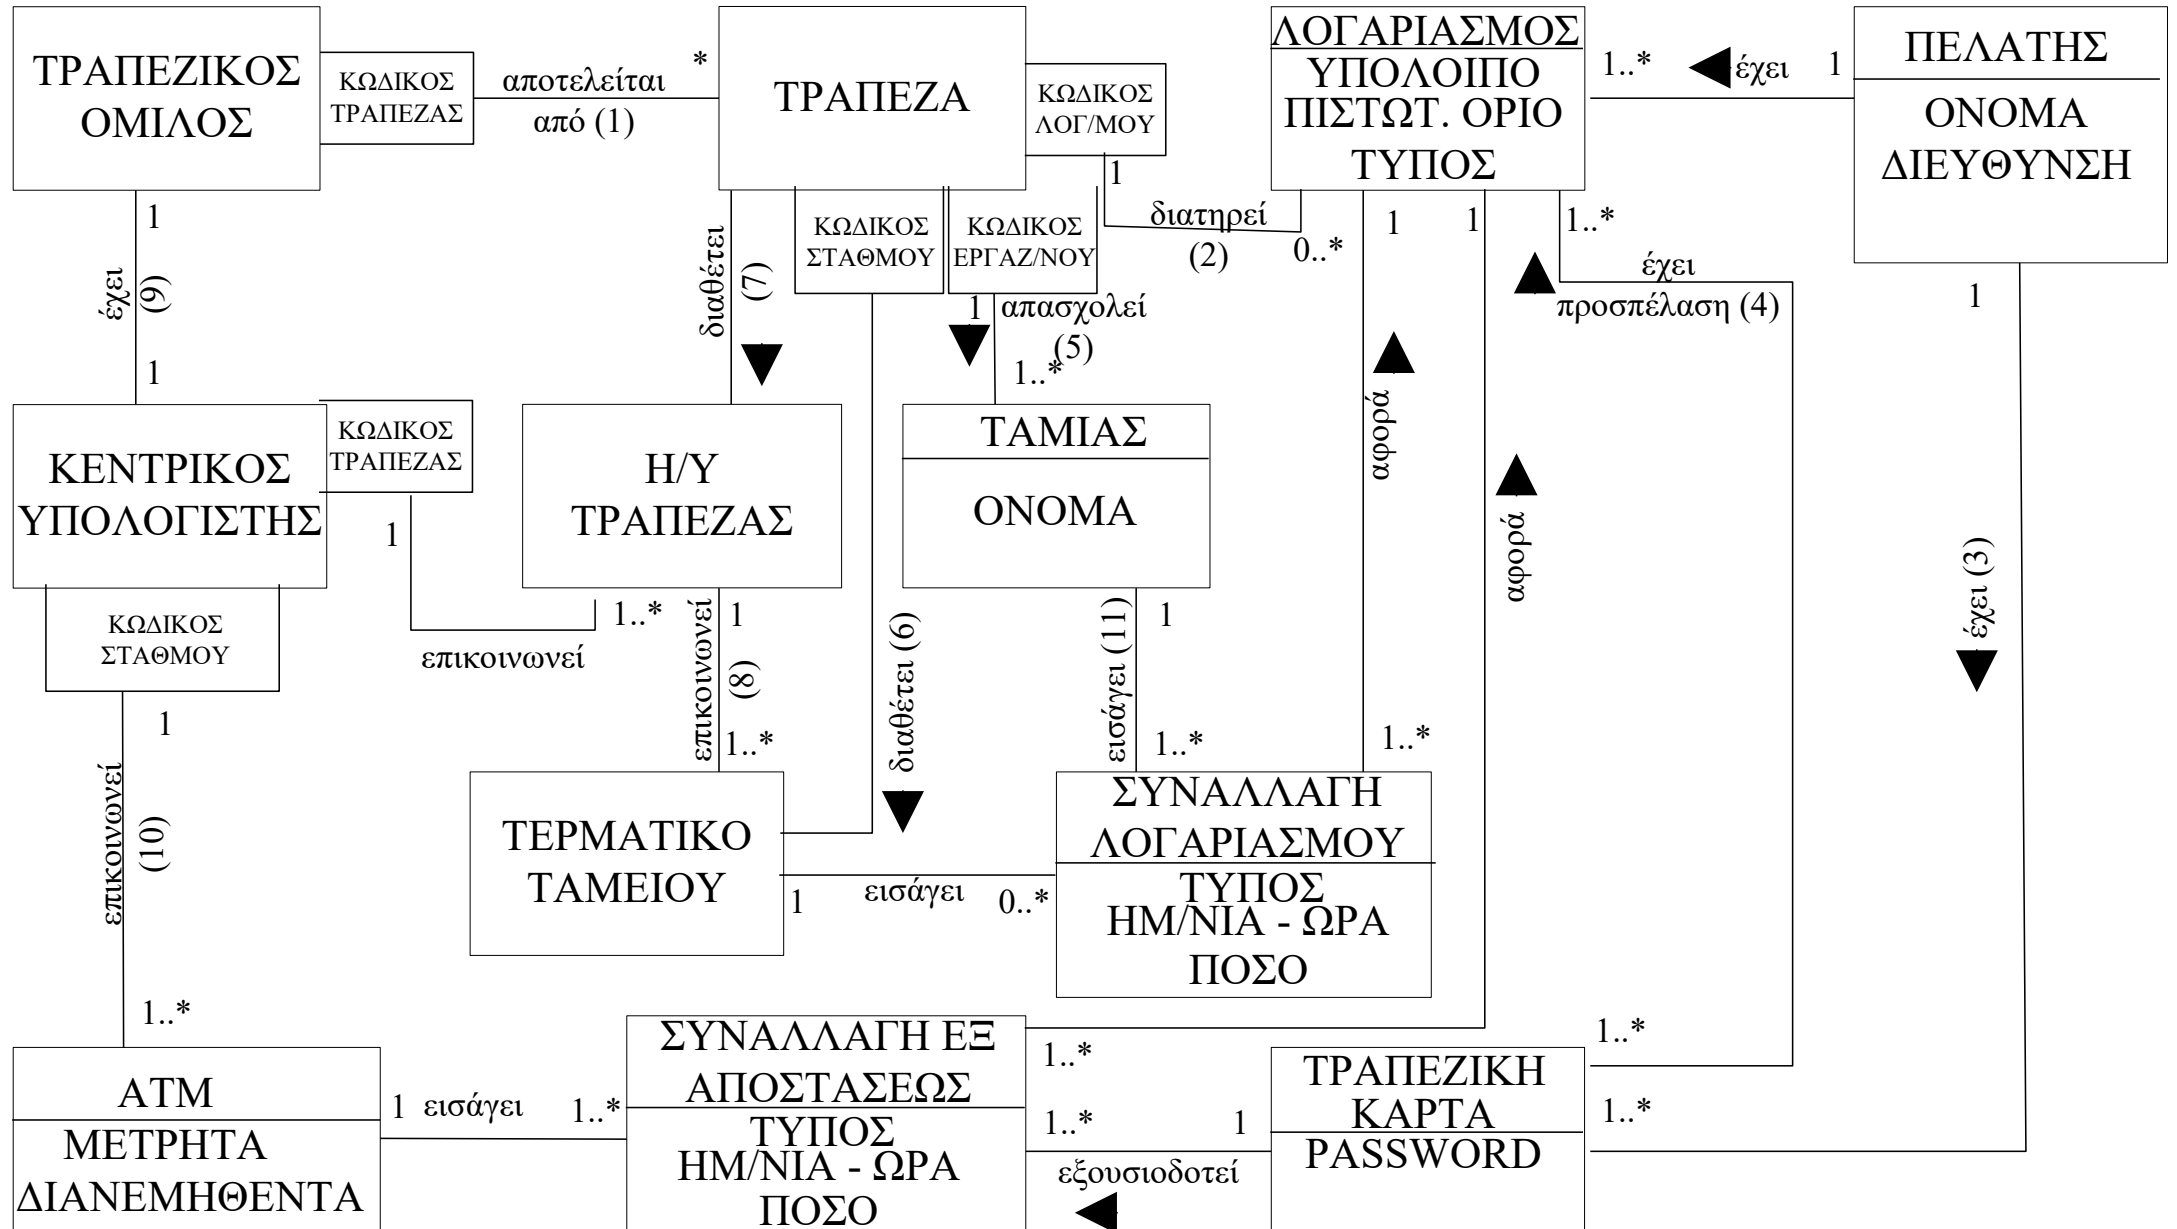 ΤΡΑΠΕΖΙΚΟΣ
ΟΜΙΛΟΣ
ΚΩΔΙΚΟΣ
ΤΡΑΠΕΖΑΣ
αποτελείται
από (1)
*
ΤΡΑΠΕΖΑ
ΚΩΔΙΚΟΣ
ΛΟΓ/ΜΟΥ
ΛΟΓΑΡΙΑΣΜΟΣ
ΥΠΟΛΟΙΠΟ
ΠΙΣΤΩΤ. ΟΡΙΟ
ΤΥΠΟΣ
1..*
έχει
1
ΠΕΛΑΤΗΣ
ΟΝΟΜΑ
ΔΙΕΥΘΥΝΣΗ
1
έχει
(9)
1
διαθέτει
(7)
ΚΩΔΙΚΟΣ
ΣΤΑΘΜΟΥ
ΚΩΔΙΚΟΣ
ΕΡΓΑΖ/ΝΟΥ
1
διατηρεί
(2)
0..*
1
1
1..*
έχει
προσπέλαση (4)
1
1
απασχολεί
(5)
1..*
ΚΕΝΤΡΙΚΟΣ
ΥΠΟΛΟΓΙΣΤΗΣ
ΚΩΔΙΚΟΣ
ΤΡΑΠΕΖΑΣ
Η/Υ
ΤΡΑΠΕΖΑΣ
ΤΑΜΙΑΣ
ΟΝΟΜΑ
αφορά
αφορά
έχει (3)
1
1..*
επικοινωνεί
ΚΩΔΙΚΟΣ
ΣΤΑΘΜΟΥ
επικοινωνεί
(8)
1
1..*
διαθέτει (6)
εισάγει (11)
1
1..*
1..*
1
επικοινωνεί
(10)
1..*
ΤΕΡΜΑΤΙΚΟ
ΤΑΜΕΙΟΥ
1
εισάγει
0..*
ΣΥΝΑΛΛΑΓΗ
ΛΟΓΑΡΙΑΣΜΟΥ
ΤΥΠΟΣ
ΗΜ/ΝΙΑ - ΩΡΑ
ΠΟΣΟ
ΑΤΜ
ΜΕΤΡΗΤΑ
ΔΙΑΝΕΜΗΘΕΝΤΑ
1
εισάγει
1..*
ΣΥΝΑΛΛΑΓΗ ΕΞ
ΑΠΟΣΤΑΣΕΩΣ
ΤΥΠΟΣ
ΗΜ/ΝΙΑ - ΩΡΑ
ΠΟΣΟ
1..*
1..*
1
εξουσιοδοτεί
ΤΡΑΠΕΖΙΚΗ
ΚΑΡΤΑ
PASSWORD
1..*
1..*